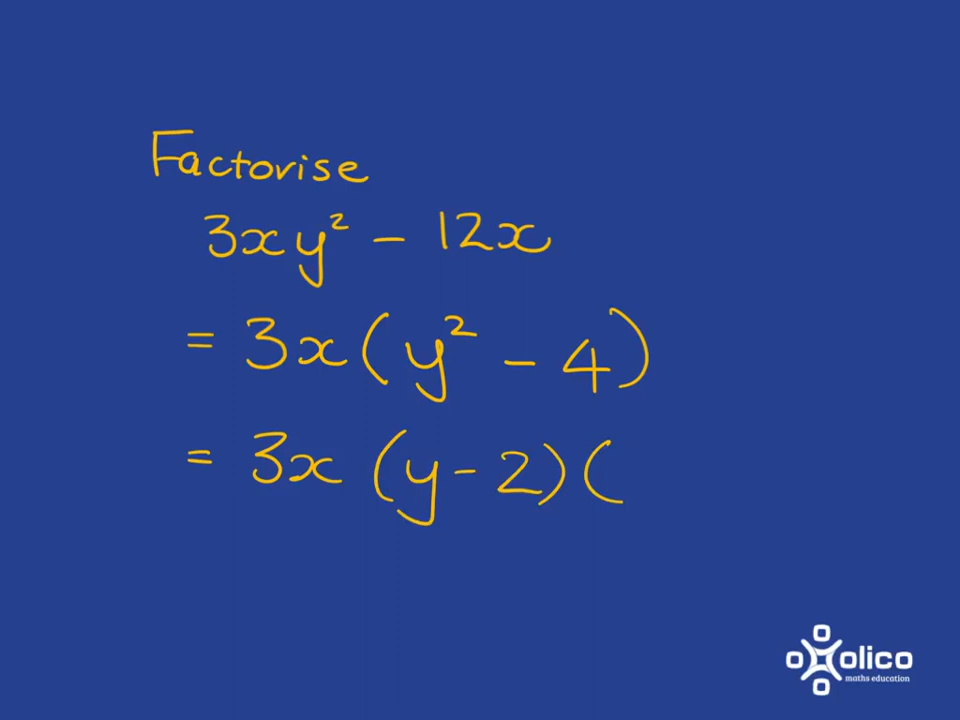 Factorise
3xy² - 12x
= 3x(y² - 4)
= 3x (y - 2) (
olico
maths education